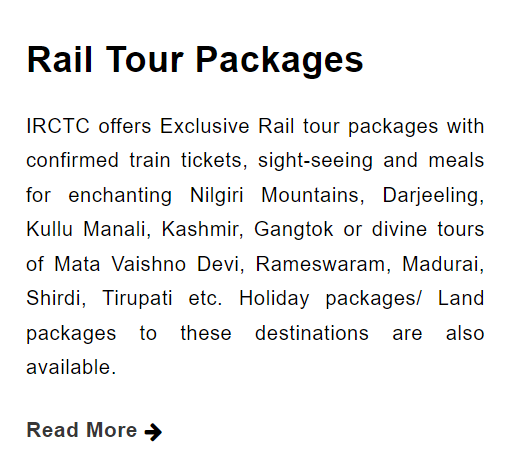 Rail Tour Packages
IRCTC offers Exclusive Rail tour packages with
confirmed train tickets, sight-seeing and meals
for enchanting Nilgiri Mountains, Darjeeling,
Kullu Manali, Kashmir, Gangtok or divine tours
of Mata Vaishno Devi, Rameswaram, Madurai,
Shirdi, Tirupati etc. Holiday packages/ Land
packages to these destinations are also
available.
Read More